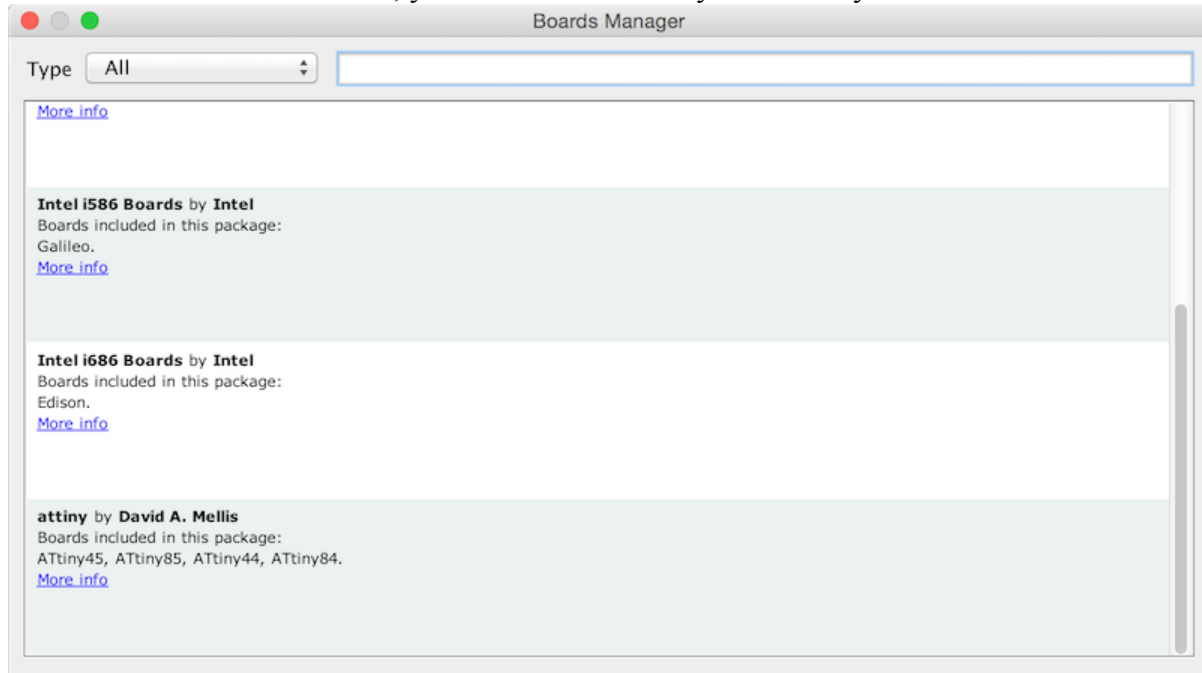 Boards Manager
Type All
More info
Intel i586 Boards by Intel
Boards included in this package:
Galileo.
More info
Intel i686 Boards by Intel
Boards included in this package:
Edison.
More info
attiny by David A. Mellis
Boards included in this package:
ATtiny45, ATtiny85, ATtiny44, ATtiny84.
More info